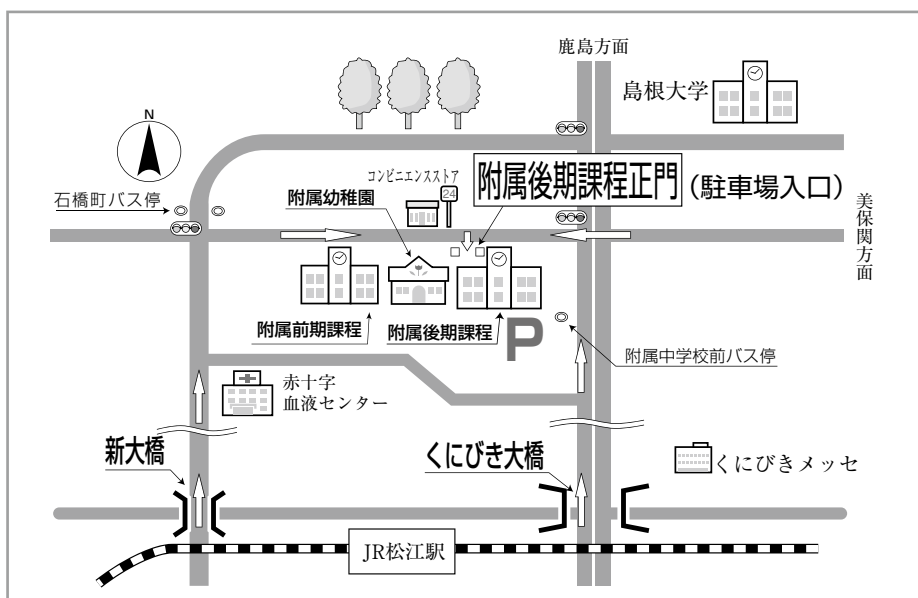 鹿島方面
島根大学
N
コンビニエンスストア
24
附属後期課程正門(駐車場入口)
石橋町バス停
附属幼稚園
美保関方面
附属前期課程
附属後期課程
P
附属中学校前バス停
赤十字
血液センター
新大橋
くにびき大橋
くにびきメッセ
JR松江駅